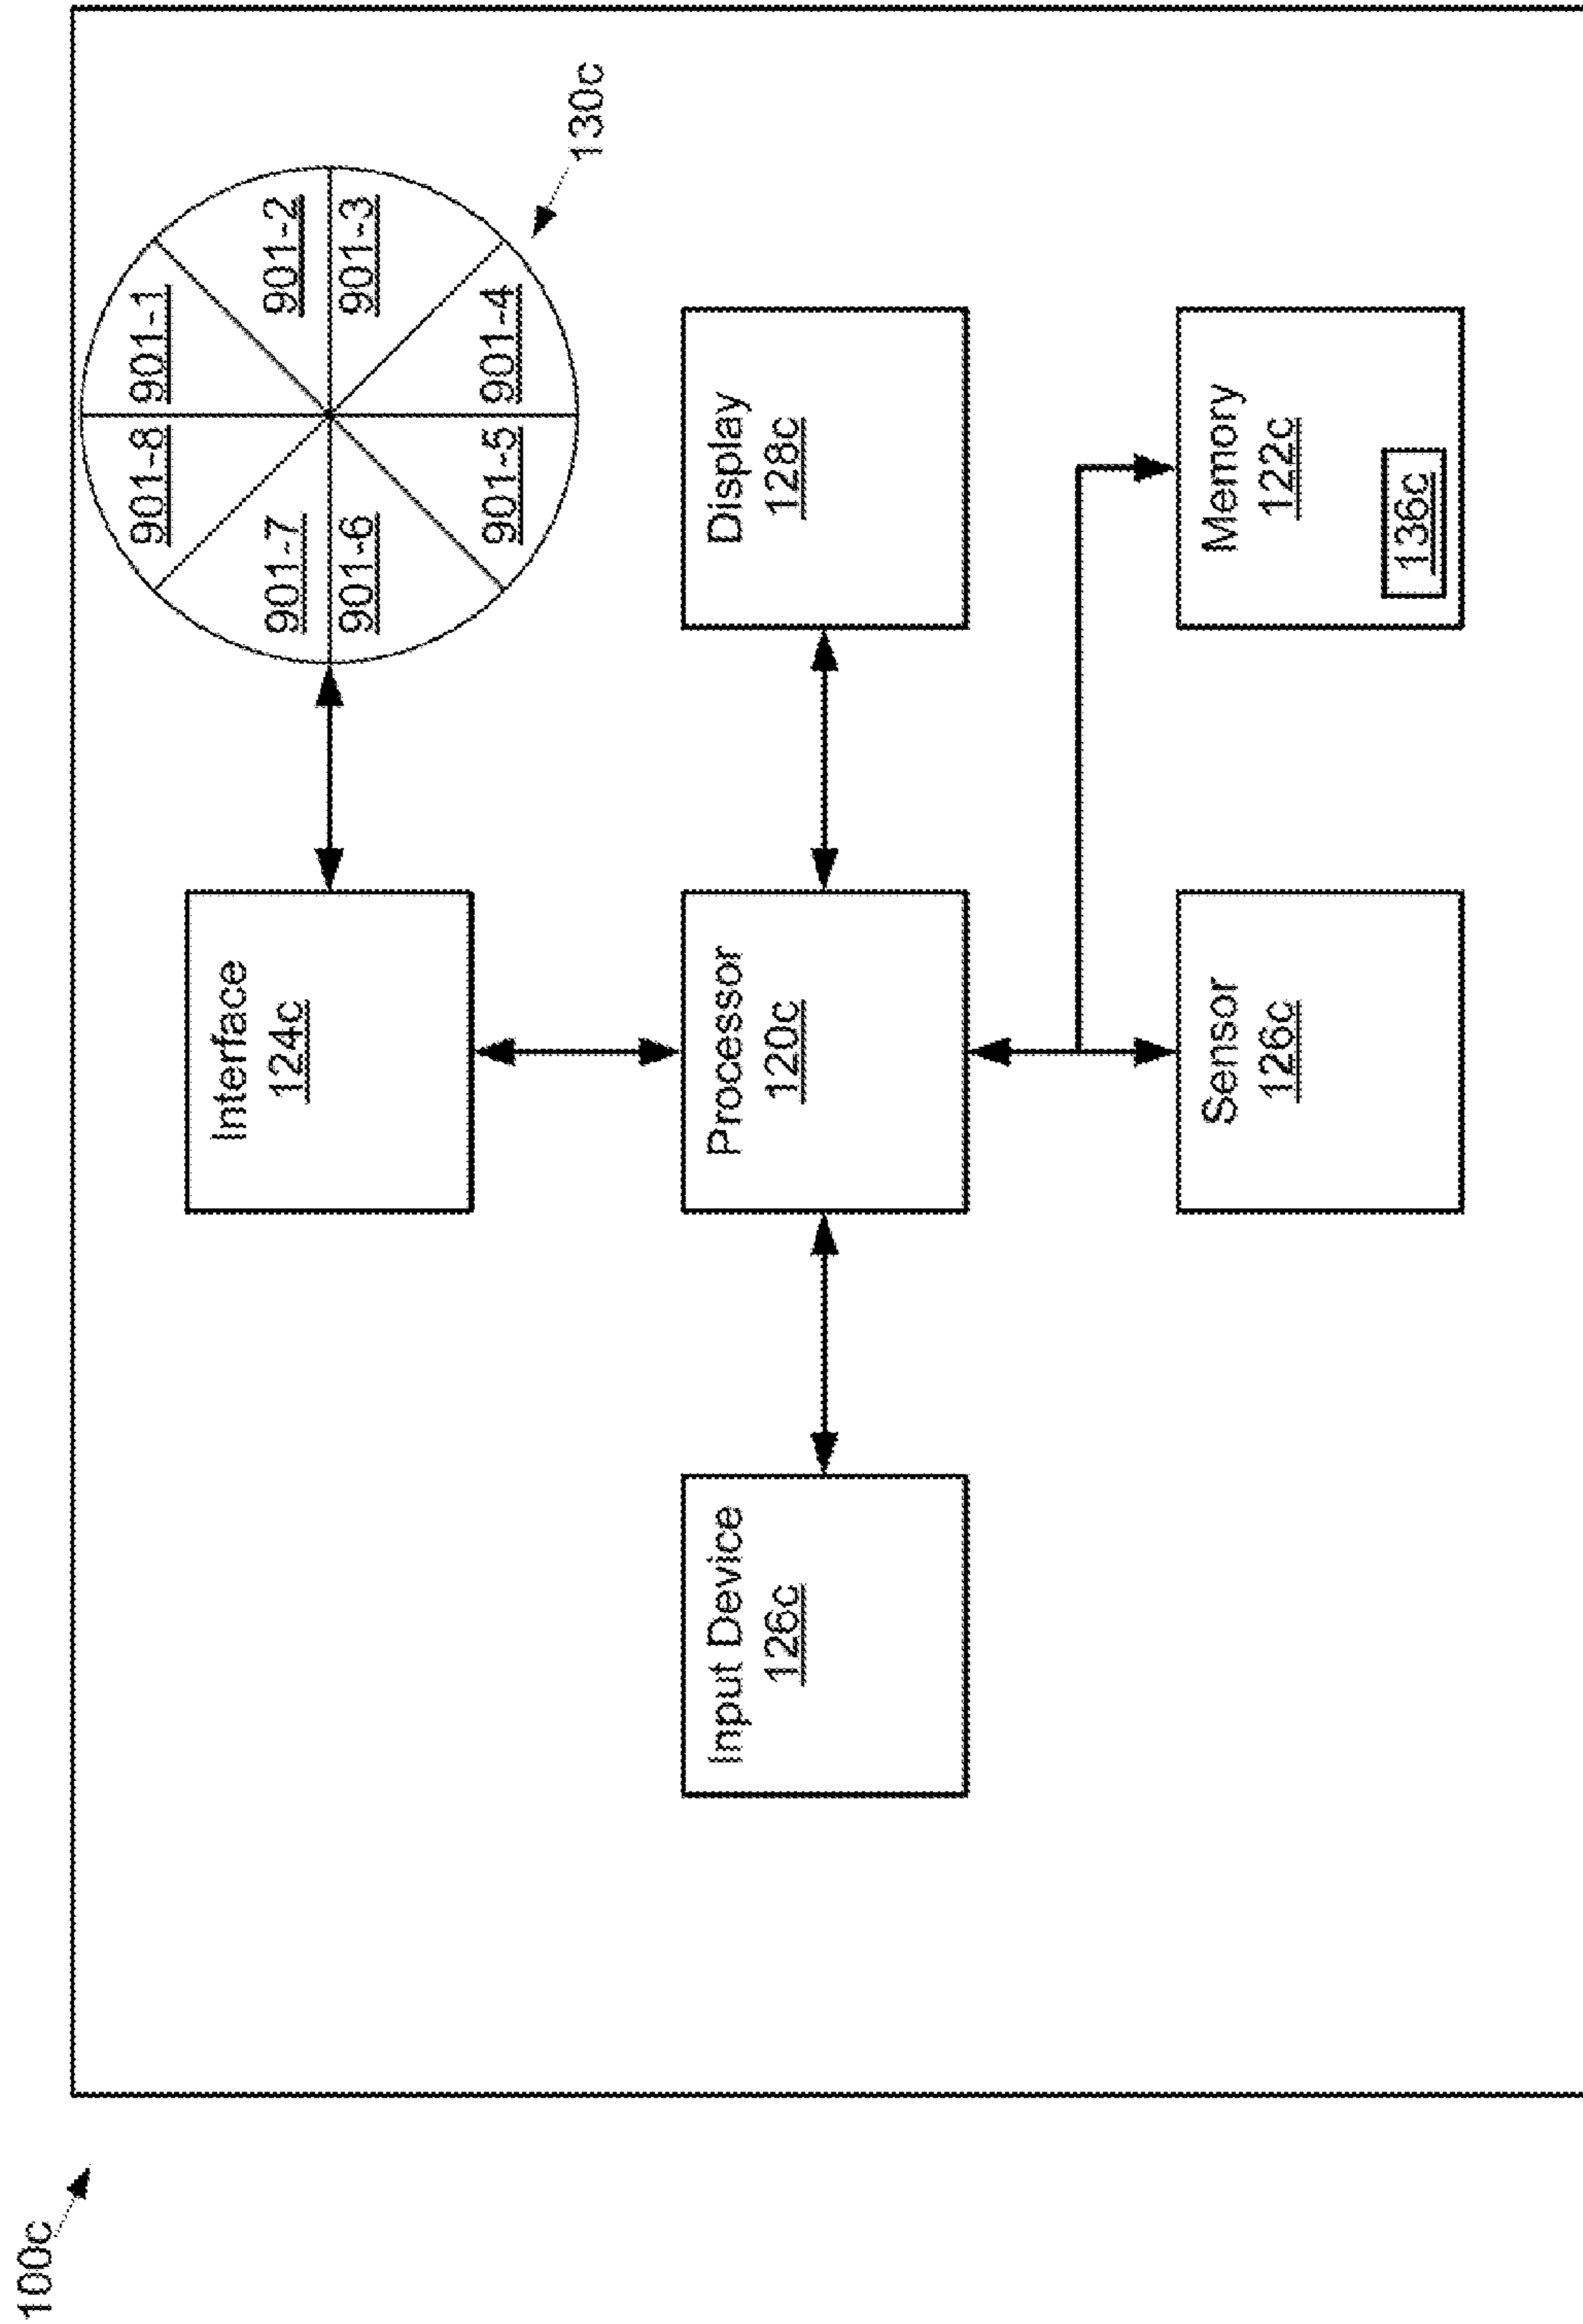 100c
901-8
901-1
Interface
124c
901-7
901-2
901-6
901-3
901-5
901-4
130c
Input Device
126c
Processor
120c
Display
128c
Sensor
126c
Memory
122c
136c